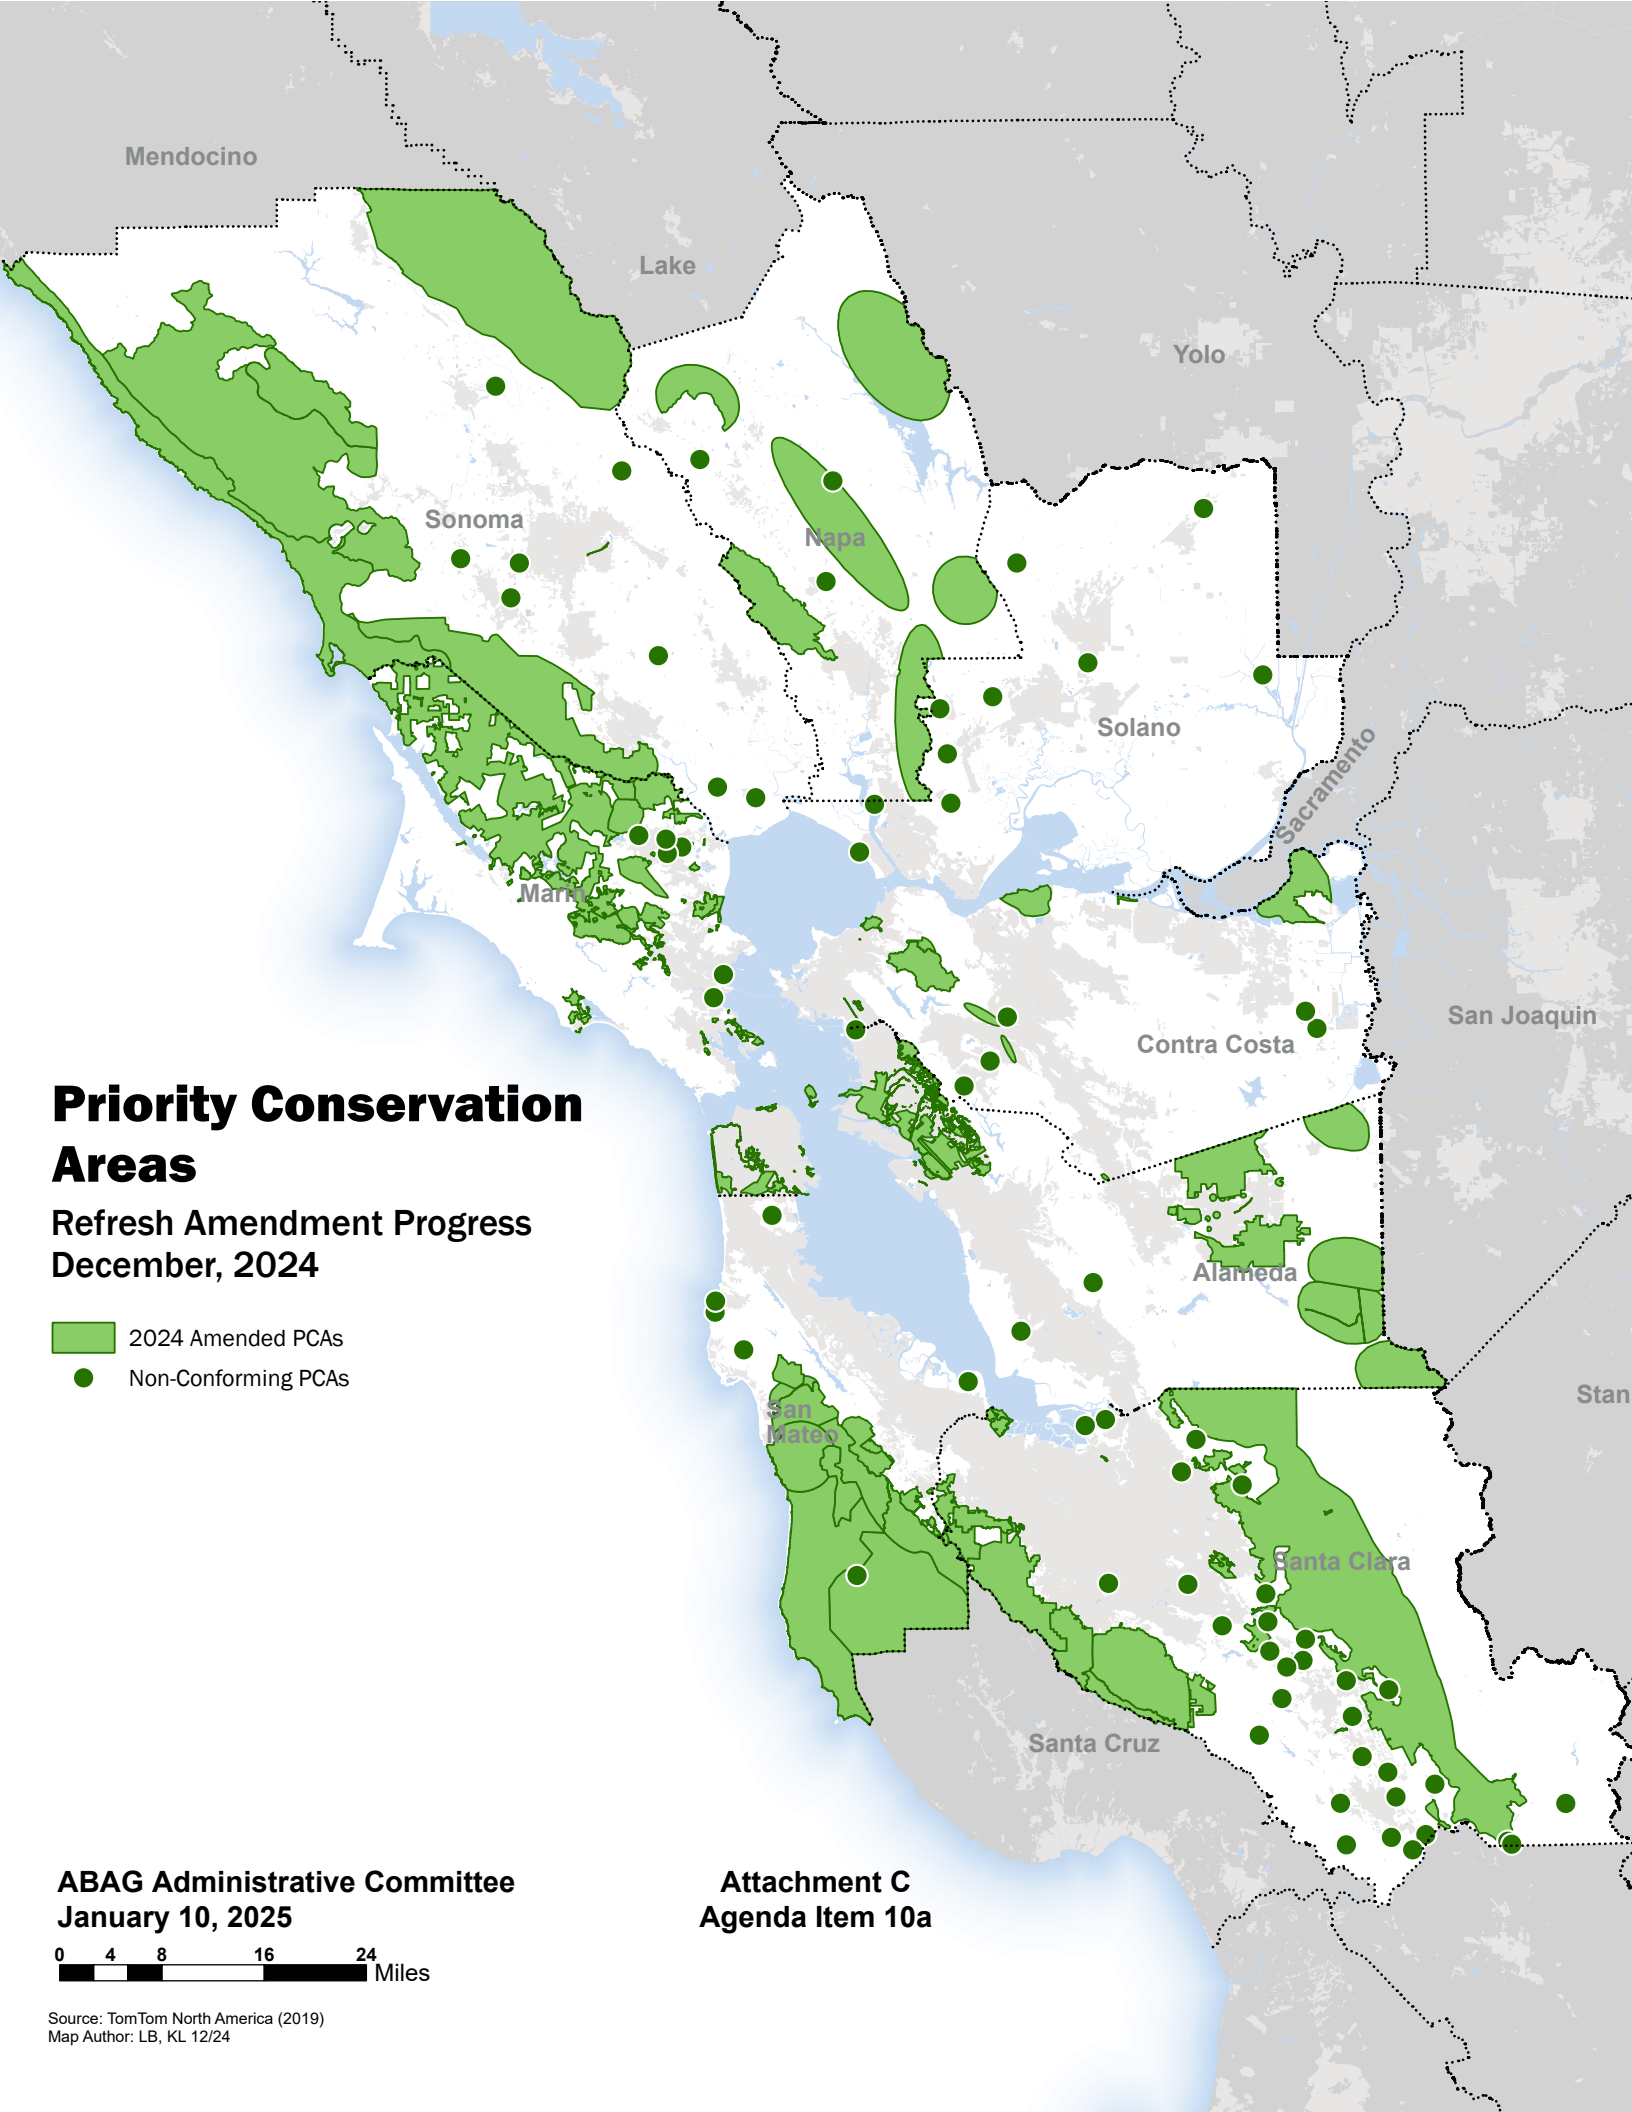 Mendocino
Lake
Yolo
Sonoma
Napa
Solano
Sacramento
Marin
San Joaquin
Contra Costa
Priority Conservation
Areas
Refresh Amendment Progress
December, 2024
2024 Amended PCAs
Non-Conforming PCAs
Alameda
Stan
San
Mateo
Santa Clara
Santa Cruz
ABAG Administrative Committee
January 10, 2025
Attachment C
Agenda Item 10a
0 4 8 16 24
Miles
Source: TomTom North America (2019)
Map Author: LB, KL 12/24